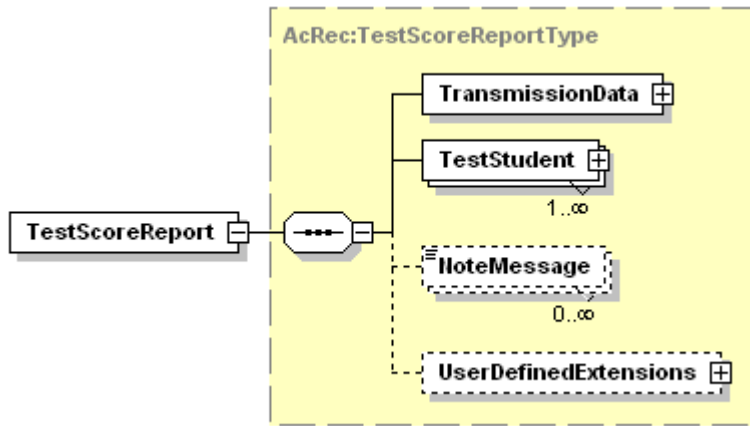 AcRec:TestScoreReportType
TransmissionData
TestStudent
1..∞
TestScoreReport
NoteMessage
0..∞
UserDefinedExtensions